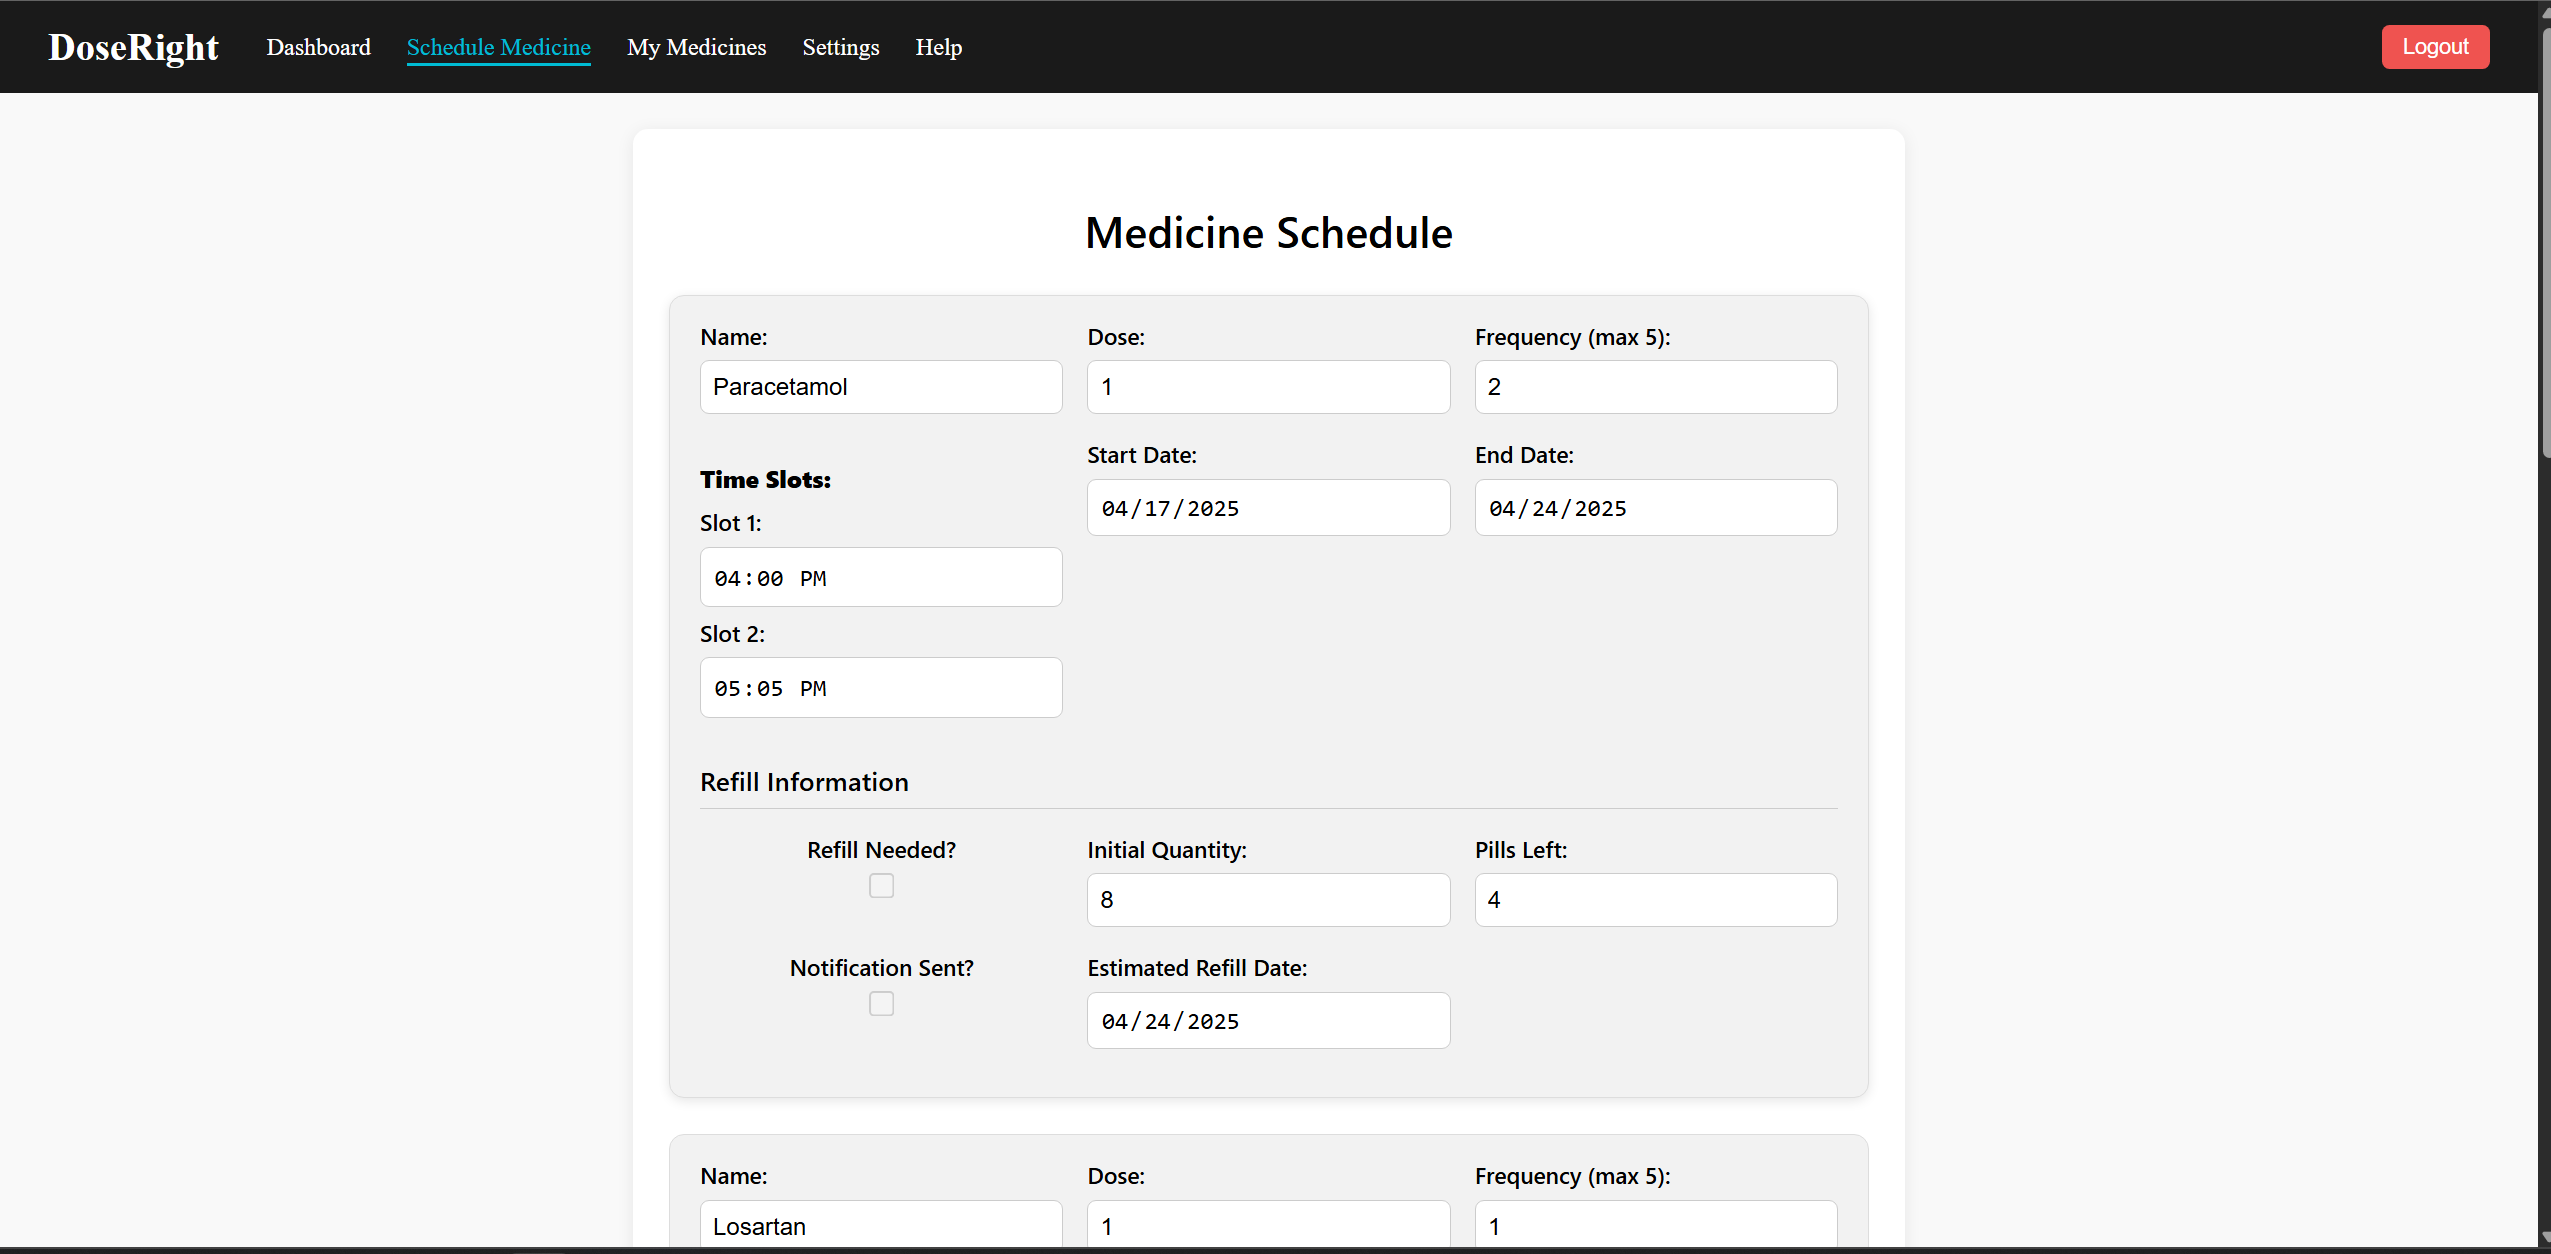 DoseRight Dashboard Schedule Medicine My Medicines Settings Help Logout
Medicine Schedule
Name: Dose: Frequency (max 5):
Paracetamol 1 2
Start Date: End Date:
Time Slots:
04/17/2025 04/24/2025
Slot 1:
04:00 PM
Slot 2:
05:05 PM
Refill Information
Refill Needed? Initial Quantity: Pills Left:
8 4
Notification Sent? Estimated Refill Date:
04/24/2025
Name: Dose: Frequency (max 5):
Losartan 1 1